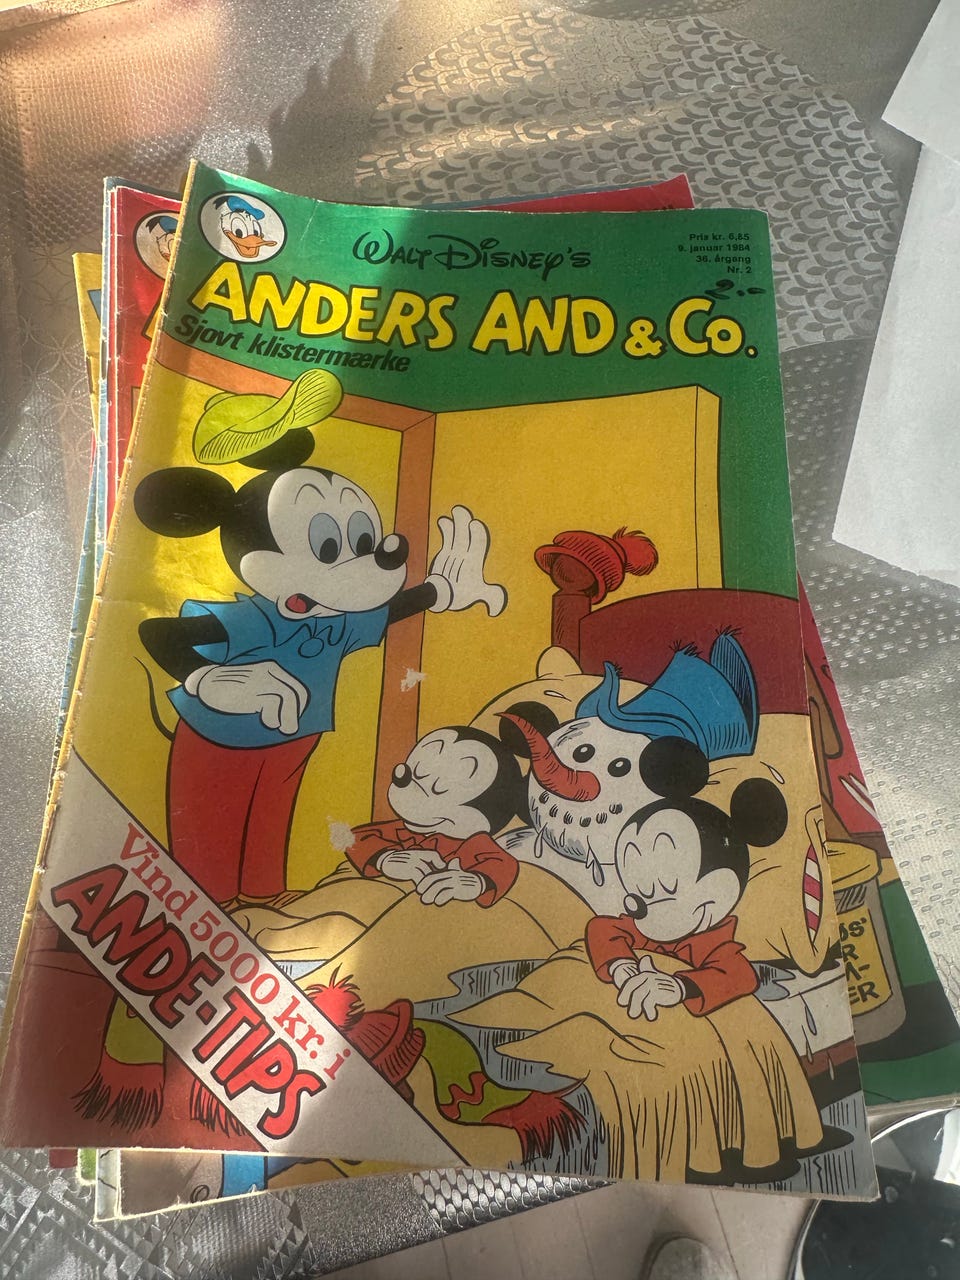 WALT DISNEY'S
Pris kr. 6,85
9. januar 1984
36. årgang
Nr. 2
2.--
ANDERS AND & Co.
Sjovt klistermærke
Vind 5000 kr. i
ANDE-TIPS